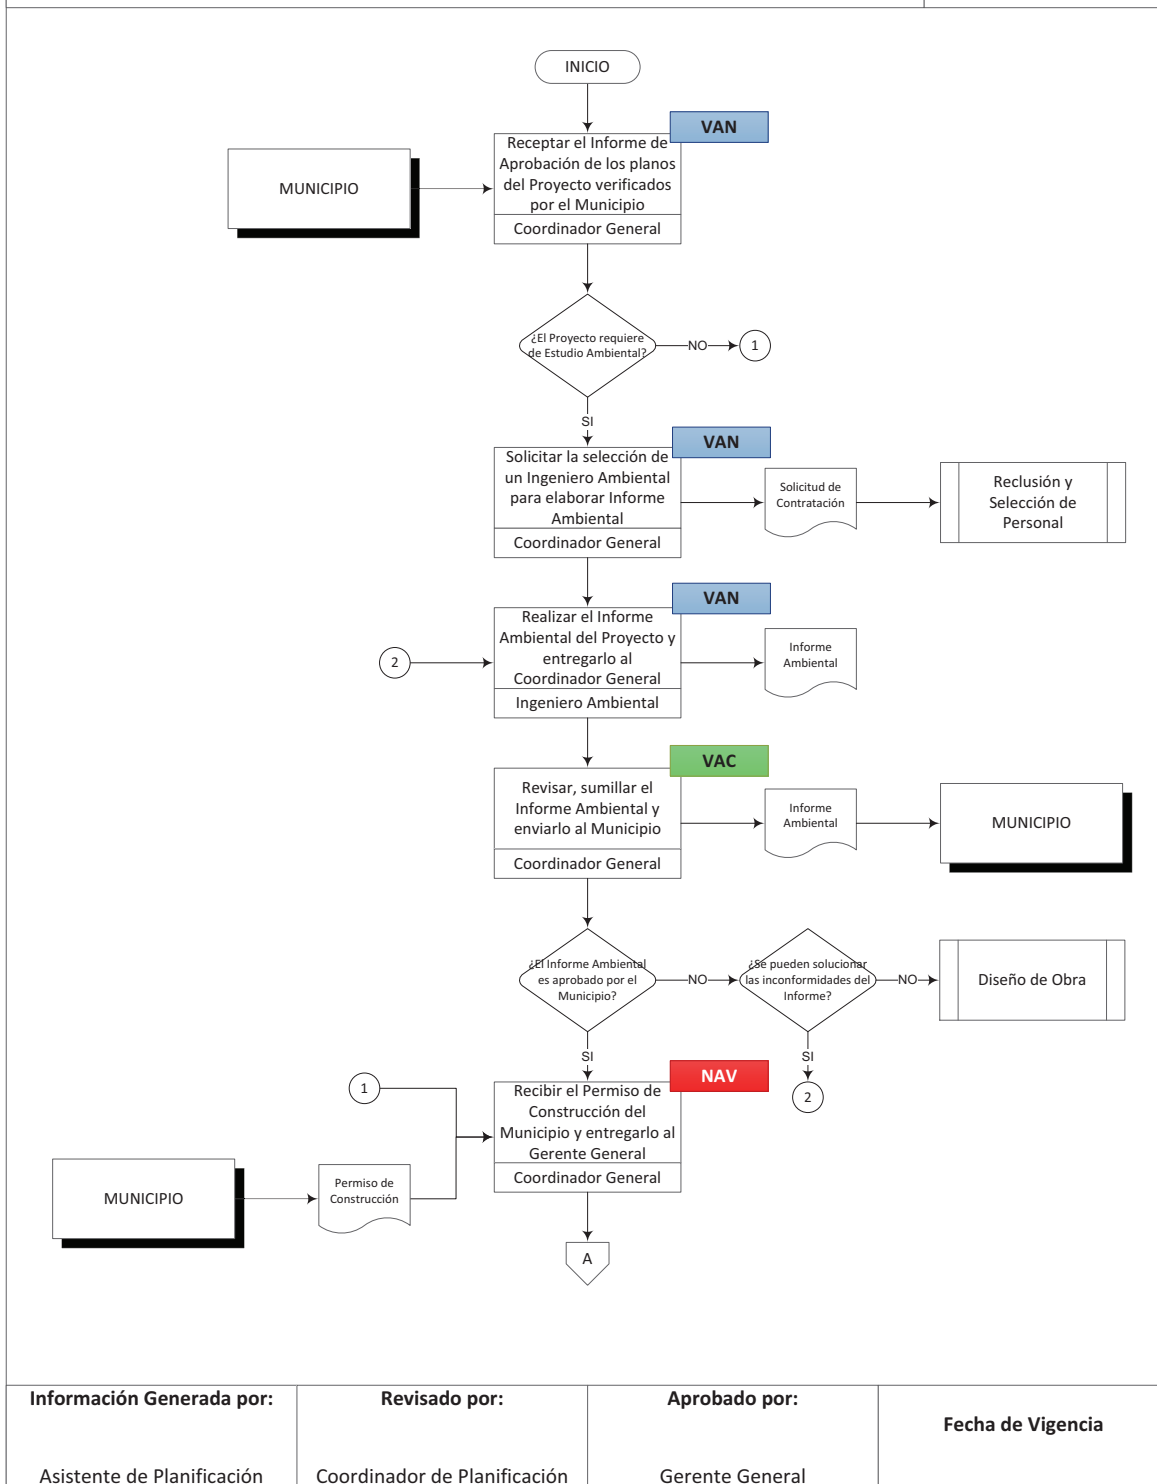 INICIO
VAN
Receptar el Informe de
Aprobación de los planos
del Proyecto verificados
por el Municipio
Coordinador General
MUNICIPIO
¿El Proyecto requiere
de Estudio Ambiental?
NO
1
SI
VAN
Solicitar la selección de
un Ingeniero Ambiental
para elaborar Informe
Ambiental
Coordinador General
Solicitud de
Contratación
Reclusión y
Selección de
Personal
VAN
Realizar el Informe
Ambiental del Proyecto y
entregarlo al
Coordinador General
Ingeniero Ambiental
2
Informe
Ambiental
VAC
Revisar, sumillar el
Informe Ambiental y
enviarlo al Municipio
Coordinador General
Informe
Ambiental
MUNICIPIO
¿El Informe Ambiental
es aprobado por el
Municipio?
NO
¿Se pueden solucionar
las inconformidades del
Informe?
NO
Diseño de Obra
SI
SI
2
NAV
1
Recibir el Permiso de
Construcción del
Municipio y entregarlo al
Gerente General
Coordinador General
MUNICIPIO
Permiso de
Construcción
A
Información Generada por:
Revisado por:
Aprobado por:
Fecha de Vigencia
Asistente de Planificación
Coordinador de Planificación
Gerente General